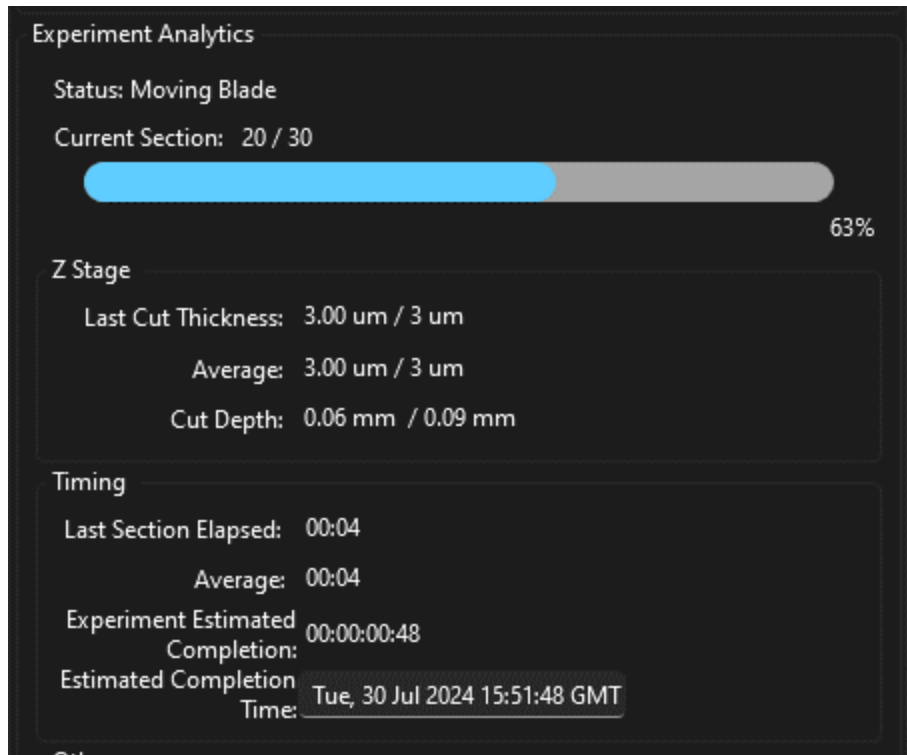 Experiment Analytics
Status: Moving Blade
Current Section: 20 / 30
63%
Z Stage
Last Cut Thickness: 3.00 um / 3 um
Average: 3.00 um / 3 um
Cut Depth: 0.06 mm / 0.09 mm
Timing
Last Section Elapsed: 00:04
Average: 00:04
Experiment Estimated
Completion: 00:00:00:48
Estimated Completion
Time: Tue, 30 Jul 2024 15:51:48 GMT